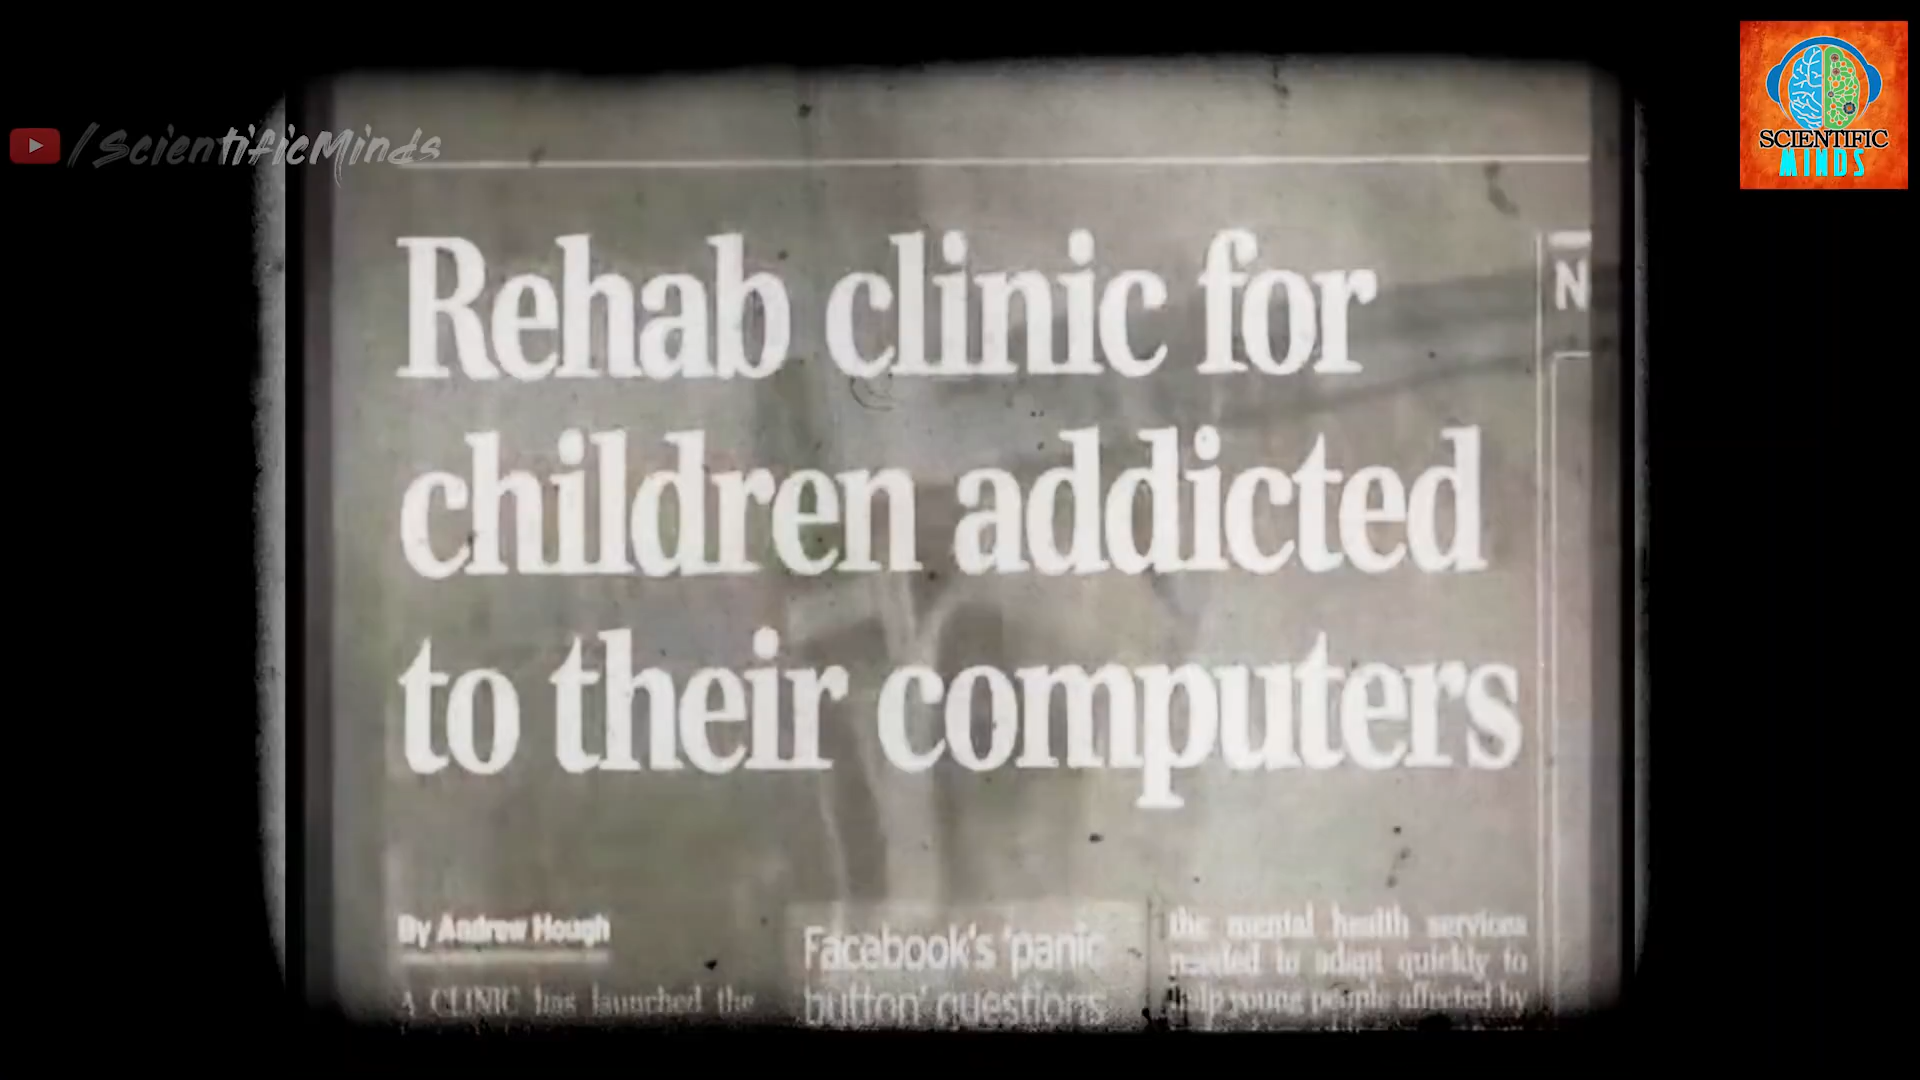 /ScientificMinds
SCIENTIFIC
MINDS
Rehab clinic for
children addicted
to their computers
N
By Andrew Hough
A CLINIC has launched the
Facebook's 'panic
button' questions
the mental health services
needed to adapt quickly to
help young people affected by